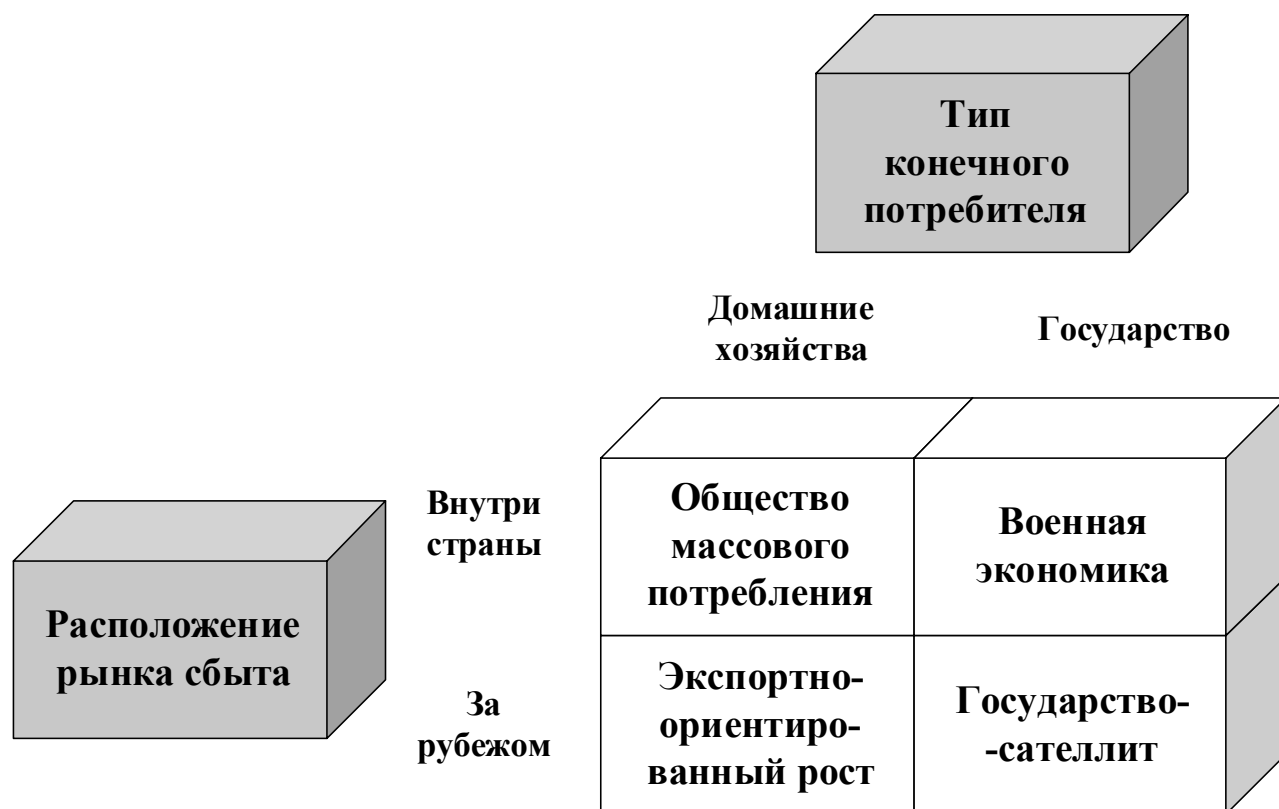 Тип
конечного
потребителя
Домашние
хозяйства
Государство
Внутри
страны
Общество
массового
потребления
Военная
экономика
Расположение
рынка сбыта
За
рубежом
Экспортно-
ориентиро-
ванный рост
Государство-
-сателлит